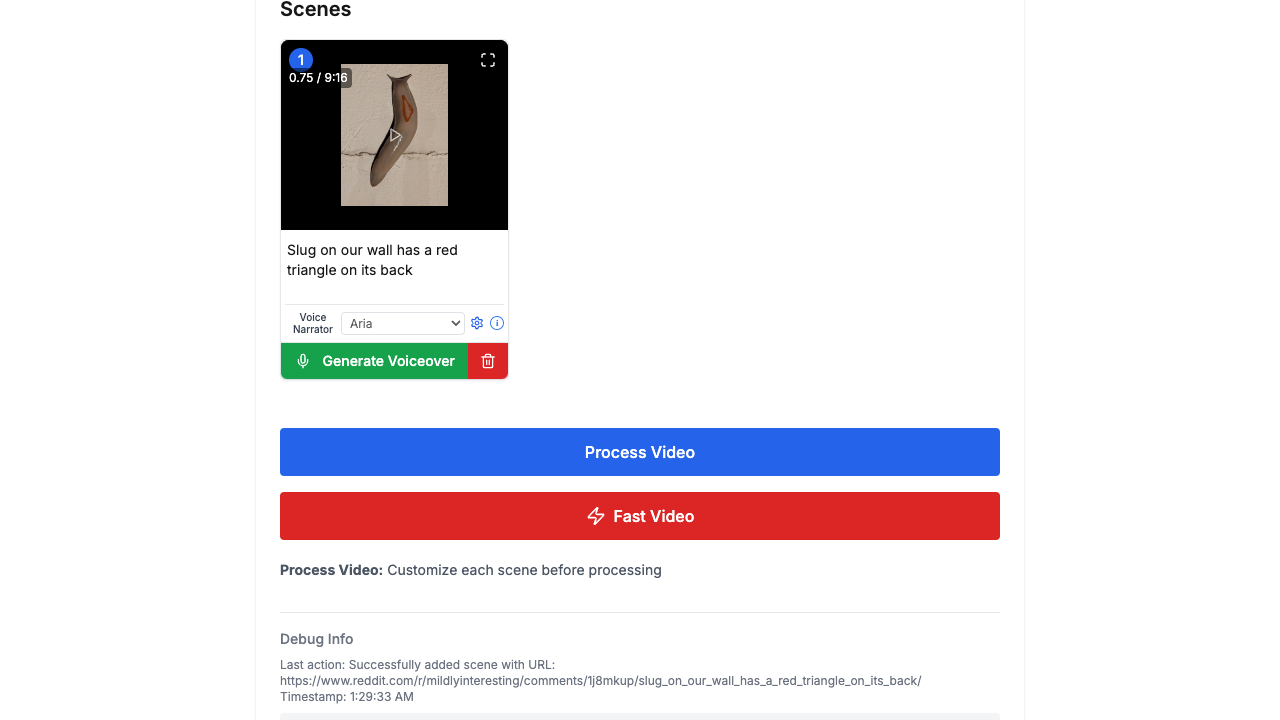 Scenes
1
0.75 / 9:16
Slug on our wall has a red
triangle on its back
Voice
Narrator
Aria
Generate Voiceover
Process Video
Fast Video
Process Video: Customize each scene before processing
Debug Info
Last action: Successfully added scene with URL:
https://www.reddit.com/r/mildlyinteresting/comments/1j8mkup/slug_on_our_wall_has_a_red_triangle_on_its_back/
Timestamp: 1:29:33 AM